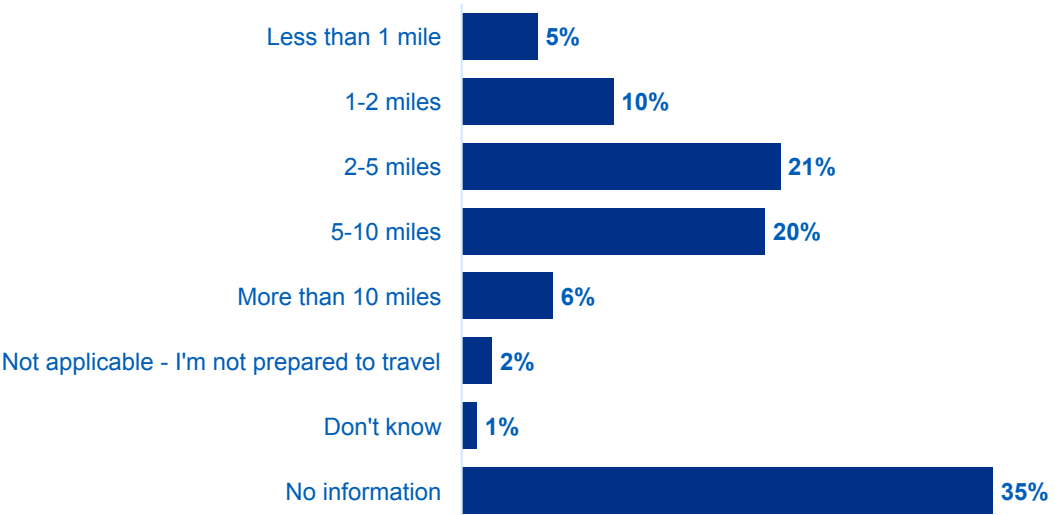 Less than 1 mile 5%
1-2 miles 10%
2-5 miles 21%
5-10 miles 20%
More than 10 miles 6%
Not applicable - I'm not prepared to travel 2%
Don't know 1%
No information 35%